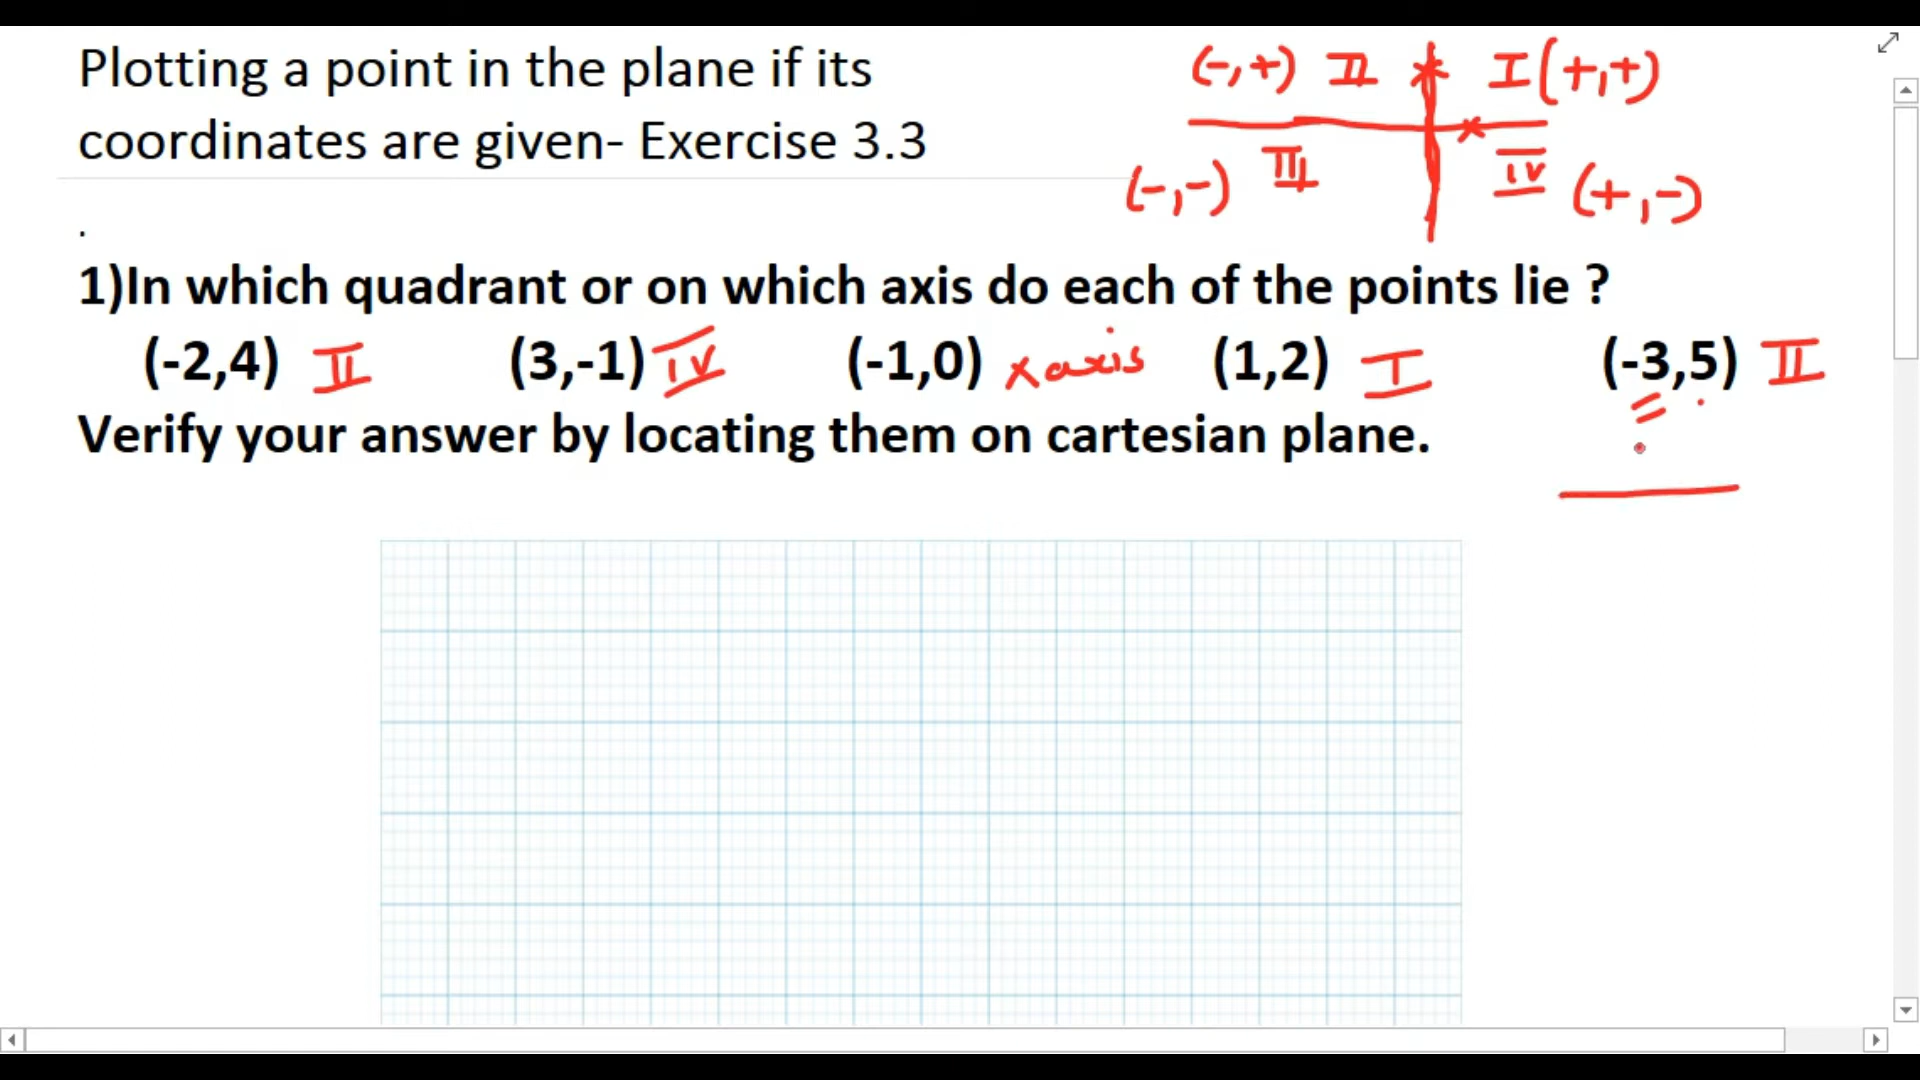 Plotting a point in the plane if its
coordinates are given- Exercise 3.3
(-,+) II I (+,+)
(-,-) III IV (+,-)
.
1)In which quadrant or on which axis do each of the points lie ?
(-2,4) II (3,-1) IV (-1,0) x axis (1,2) I (-3,5) II
Verify your answer by locating them on cartesian plane.